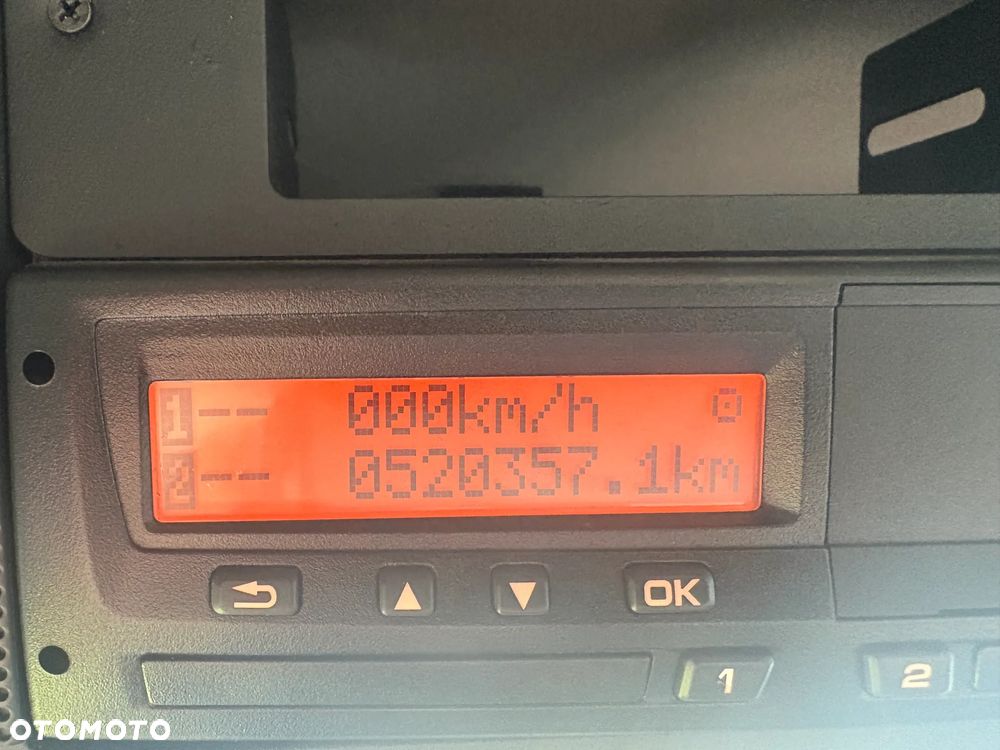 1 -- 000km/h
2 -- 0520357.1km
OK
1 2
OTOMOTO